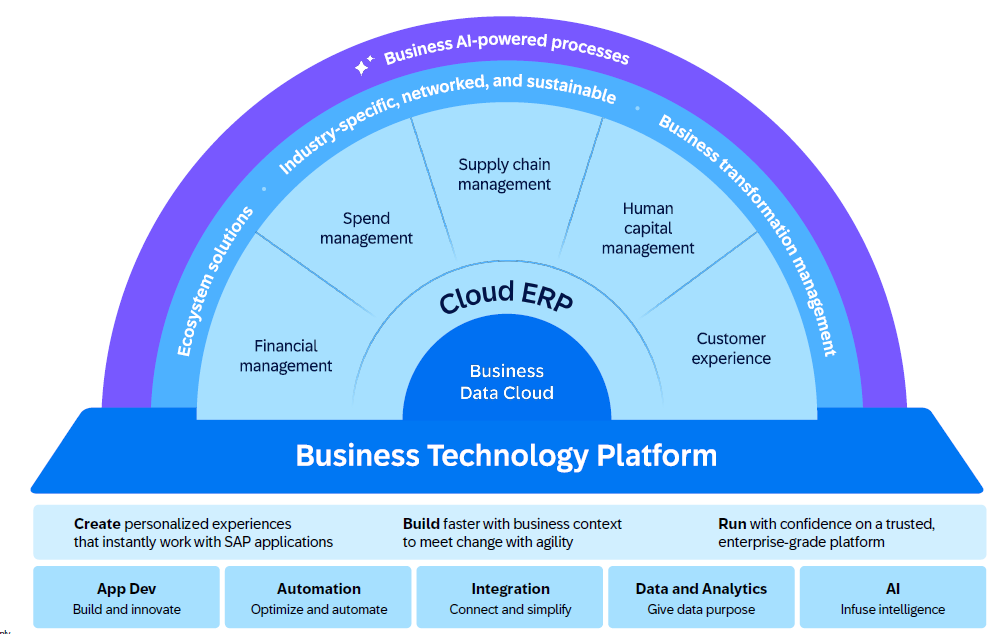 Business AI-powered processes
Ecosystem solutions • Industry-specific, networked, and sustainable • Business transformation management
Financial
management
Spend
management
Supply chain
management
Human
capital
management
Customer
experience
Cloud ERP
Business
Data Cloud
Business Technology Platform
Create personalized experiences
that instantly work with SAP applications
Build faster with business context
to meet change with agility
Run with confidence on a trusted,
enterprise-grade platform
App Dev
Build and innovate
Automation
Optimize and automate
Integration
Connect and simplify
Data and Analytics
Give data purpose
AI
Infuse intelligence